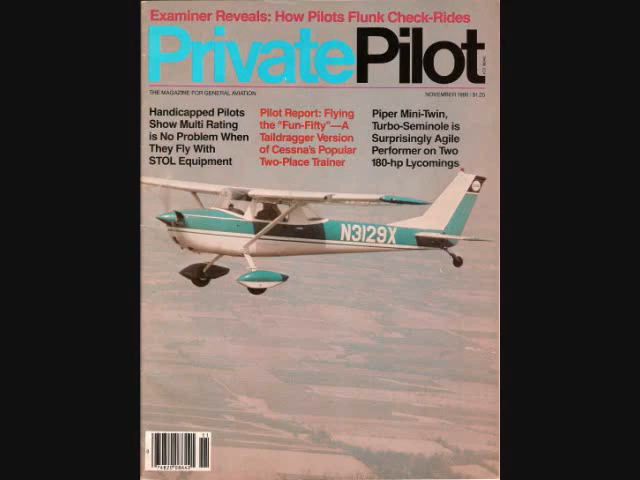 Examiner Reveals: How Pilots Flunk Check-Rides
PrivatePilot
THE MAGAZINE FOR GENERAL AVIATION
Handicapped Pilots
Show Multi Rating
is No Problem When
They Fly With
STOL Equipment
Pilot Report: Flying
the "Fun-Fifty"—A
Taildragger Version
of Cessna's Popular
Two-Place Trainer
Piper Mini-Twin,
Turbo-Seminole is
Surprisingly Agile
Performer on Two
180-hp Lycomings
N3129X
11